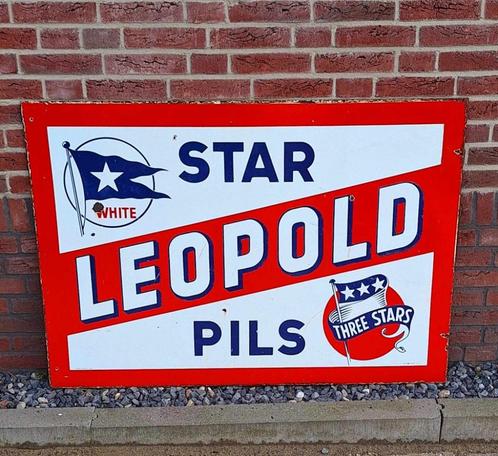 STAR
WHITE
LEOPOLD
PILS
THREE STARS